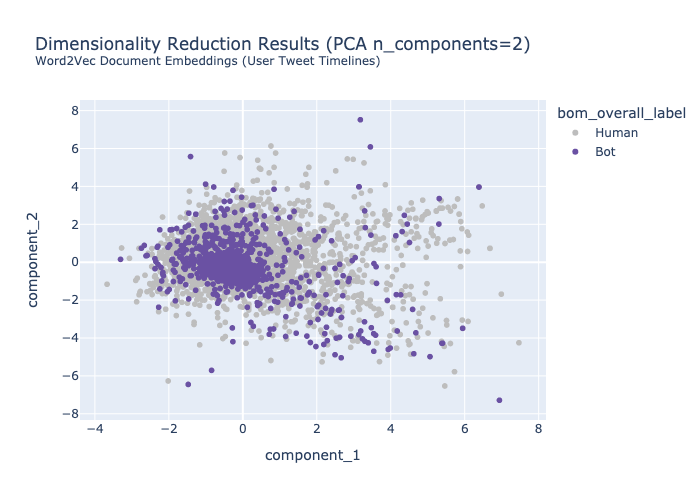 Dimensionality Reduction Results (PCA n_components=2)
Word2Vec Document Embeddings (User Tweet Timelines)
bom_overall_label
Human
Bot
8
6
4
2
0
−2
−4
−6
−8
component_2
−4
−2
0
2
4
6
8
component_1